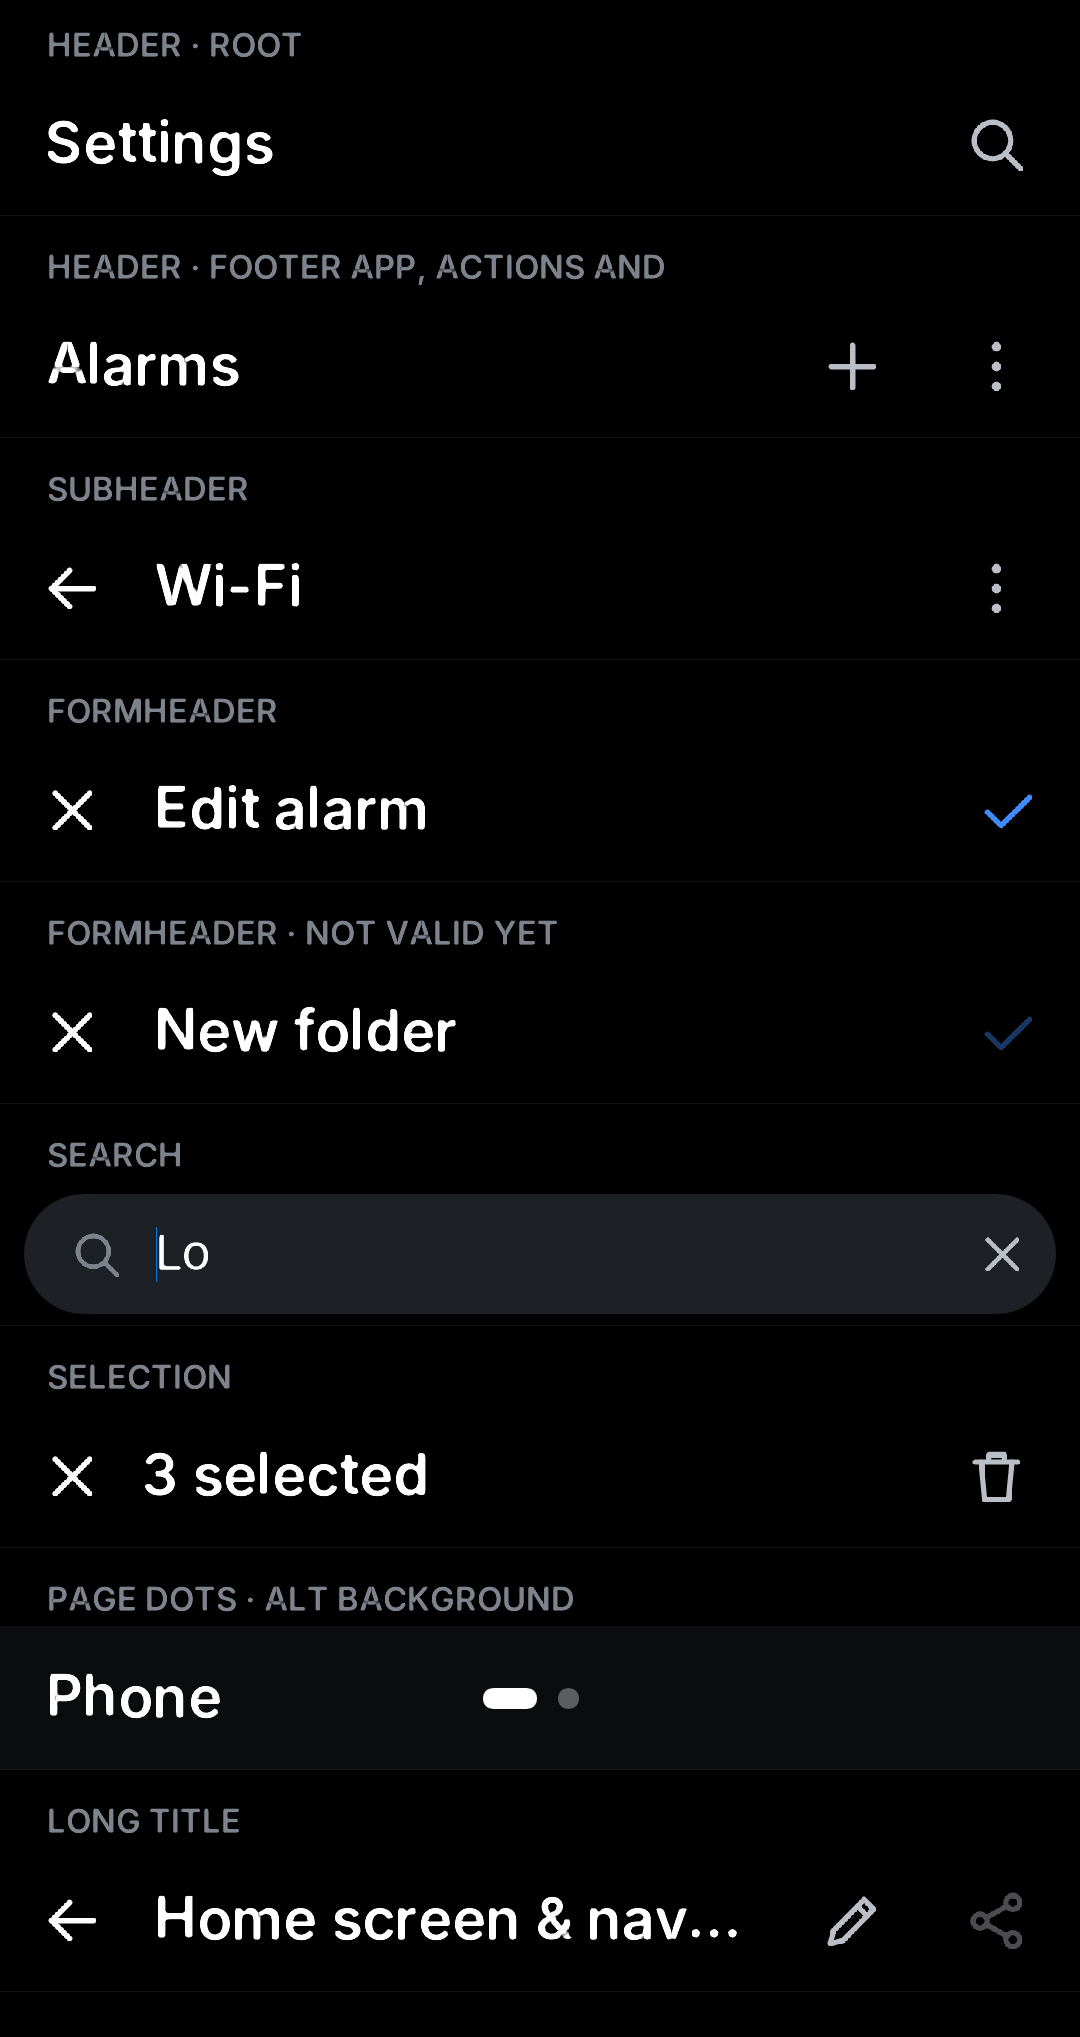 HEADER · ROOT
Settings
HEADER · FOOTER APP, ACTIONS AND
Alarms
SUBHEADER
Wi-Fi
FORMHEADER
Edit alarm
FORMHEADER · NOT VALID YET
New folder
SEARCH
Lo
SELECTION
3 selected
PAGE DOTS · ALT BACKGROUND
Phone
LONG TITLE
Home screen & nav...